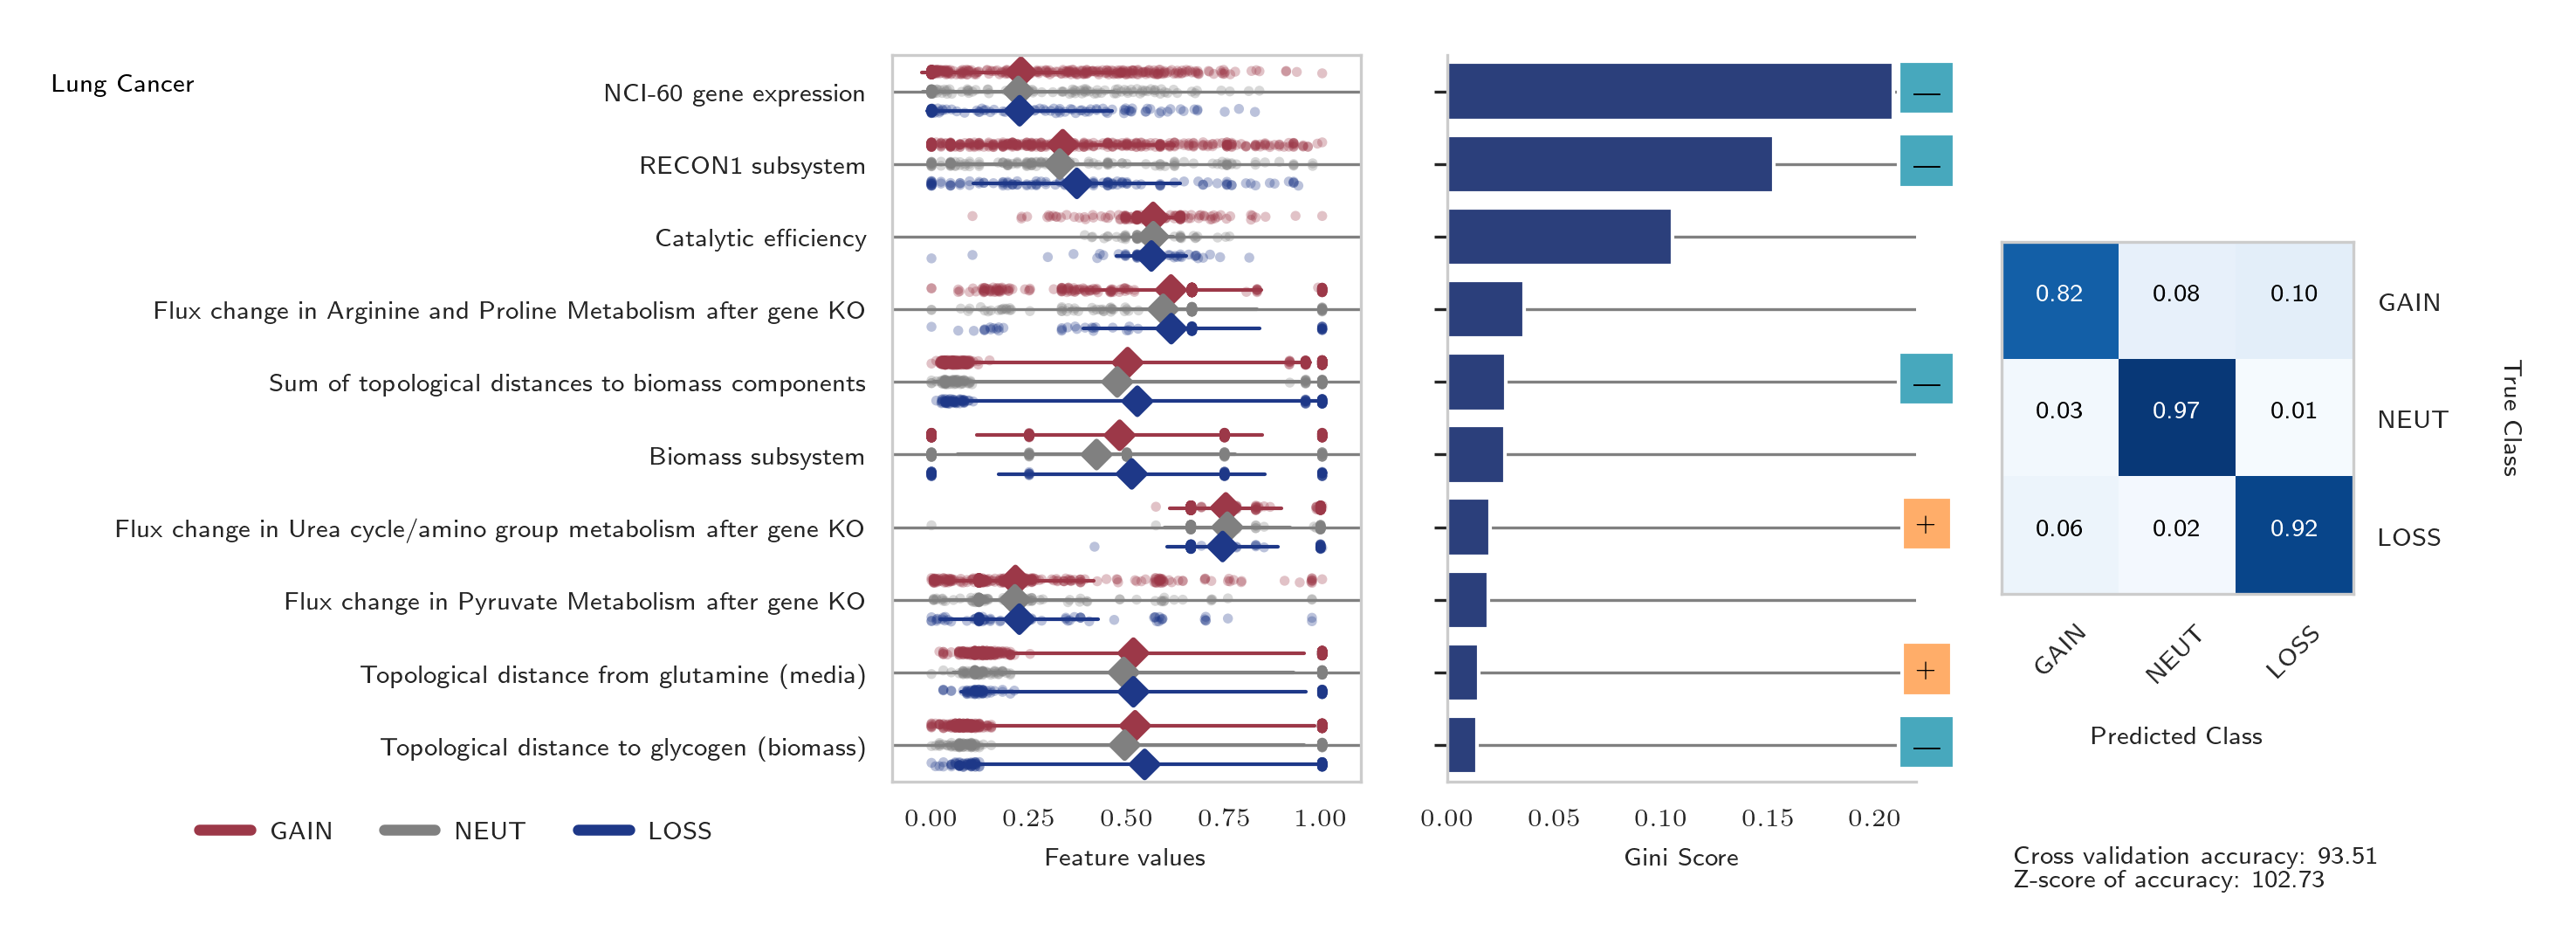 Lung Cancer
NCI-60 gene expression
RECON1 subsystem
Catalytic efficiency
Flux change in Arginine and Proline Metabolism after gene KO
Sum of topological distances to biomass components
Biomass subsystem
Flux change in Urea cycle/amino group metabolism after gene KO
Flux change in Pyruvate Metabolism after gene KO
Topological distance from glutamine (media)
Topological distance to glycogen (biomass)
GAIN NEUT LOSS
0.00 0.25 0.50 0.75 1.00
Feature values
—
—
—
+
+
—
0.00 0.05 0.10 0.15 0.20
Gini Score
0.82 0.08 0.10 GAIN
0.03 0.97 0.01 NEUT
0.06 0.02 0.92 LOSS
True Class
GAIN NEUT LOSS
Predicted Class
Cross validation accuracy: 93.51
Z-score of accuracy: 102.73